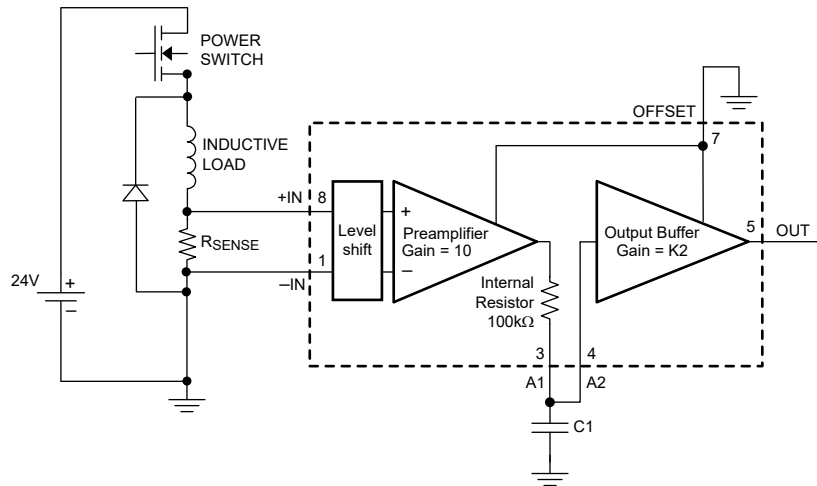 POWER
SWITCH
OFFSET
7
INDUCTIVE
LOAD
+IN
8
Level
shift
+
Preamplifier
Gain = 10
–
Output Buffer
Gain = K2
5
OUT
RSENSE
1
–IN
24V
+
–
Internal
Resistor
100kΩ
3
4
A1
A2
C1